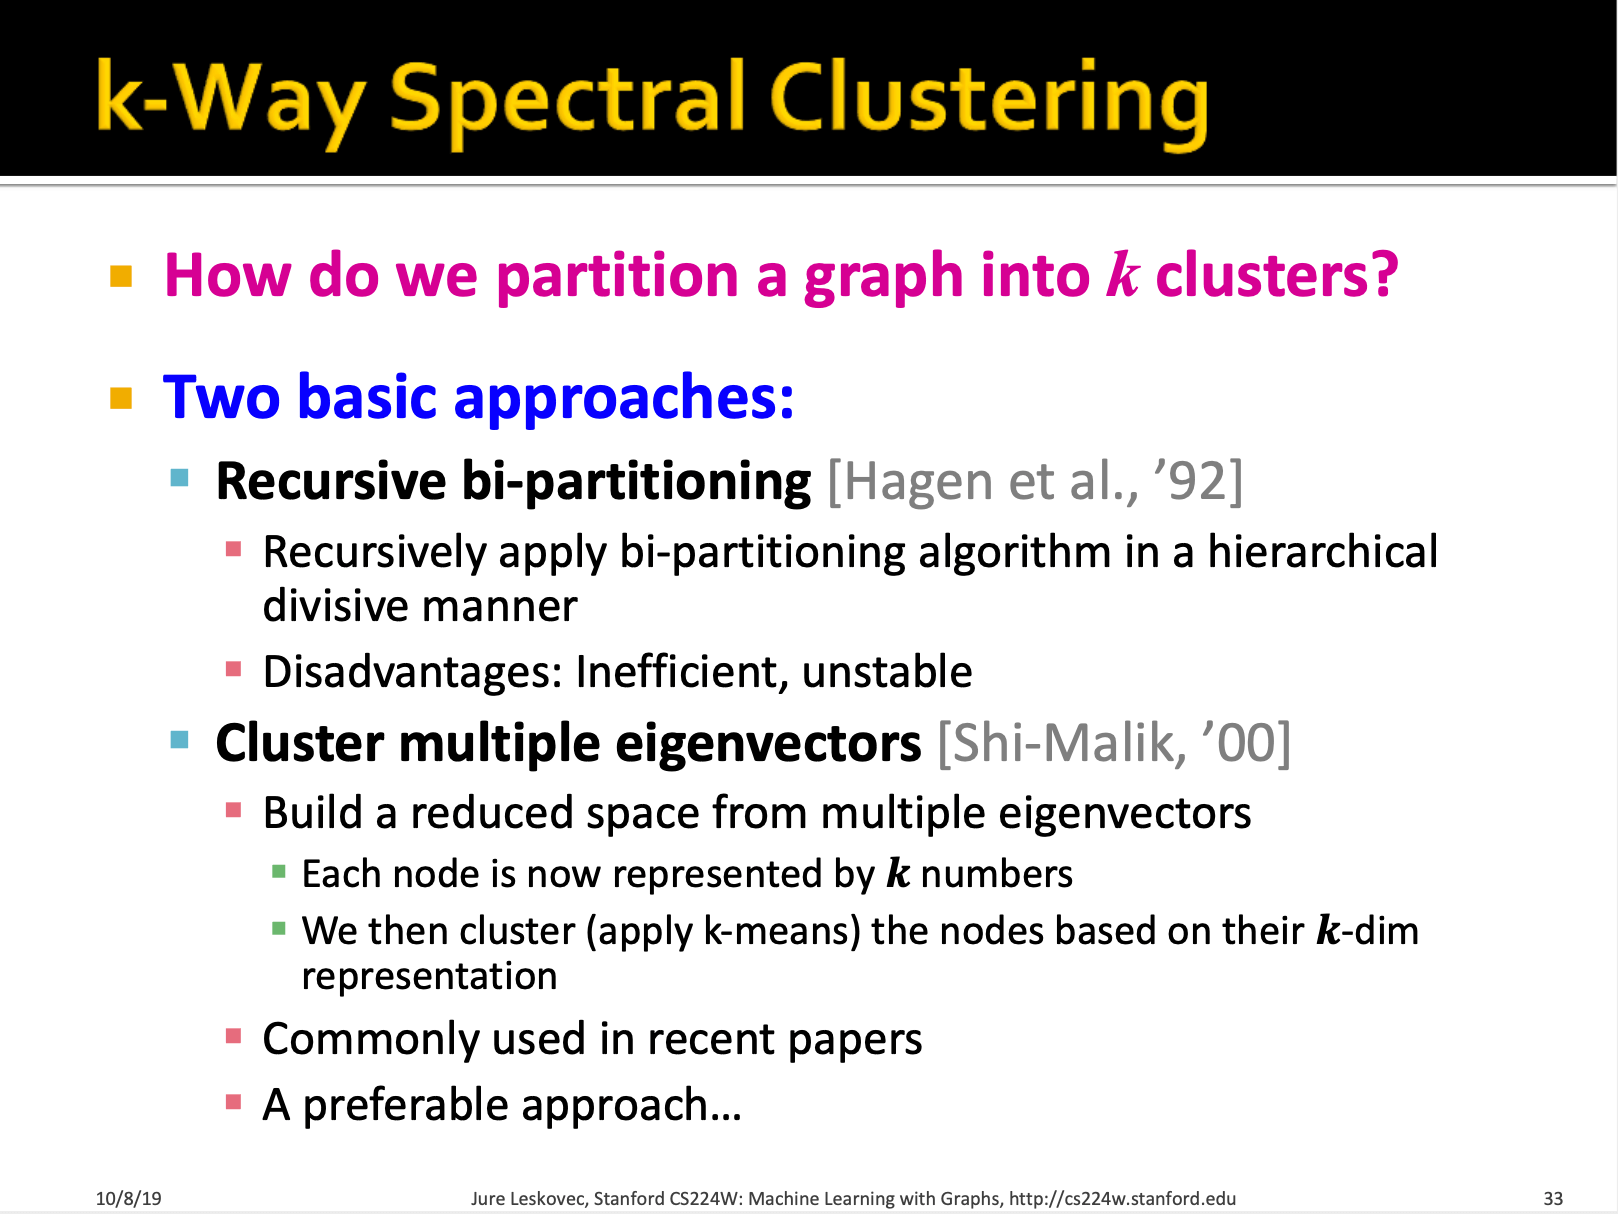 k-Way Spectral Clustering
How do we partition a graph into k clusters?
Two basic approaches:
Recursive bi-partitioning [Hagen et al., ’92]
Recursively apply bi-partitioning algorithm in a hierarchical
divisive manner
Disadvantages: Inefficient, unstable
Cluster multiple eigenvectors [Shi-Malik, ’00]
Build a reduced space from multiple eigenvectors
Each node is now represented by k numbers
We then cluster (apply k-means) the nodes based on their k-dim
representation
Commonly used in recent papers
A preferable approach…
10/8/19 Jure Leskovec, Stanford CS224W: Machine Learning with Graphs, http://cs224w.stanford.edu 33